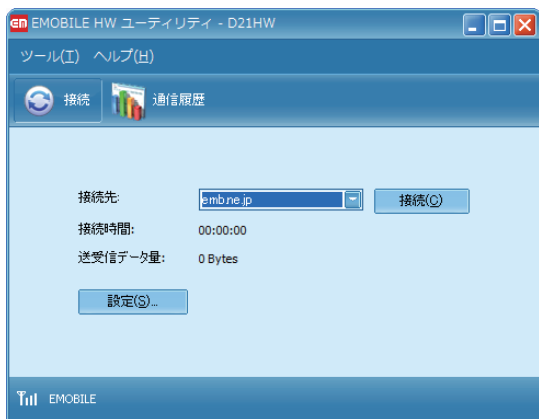 Em EMOBILE HW ユーティリティ - D21HW
ツール(T) ヘルプ(H)
接続 通信履歴
接続先: emb.ne.jp 接続(C)
接続時間: 00:00:00
送受信データ量: 0 Bytes
設定(S)...
EMOBILE